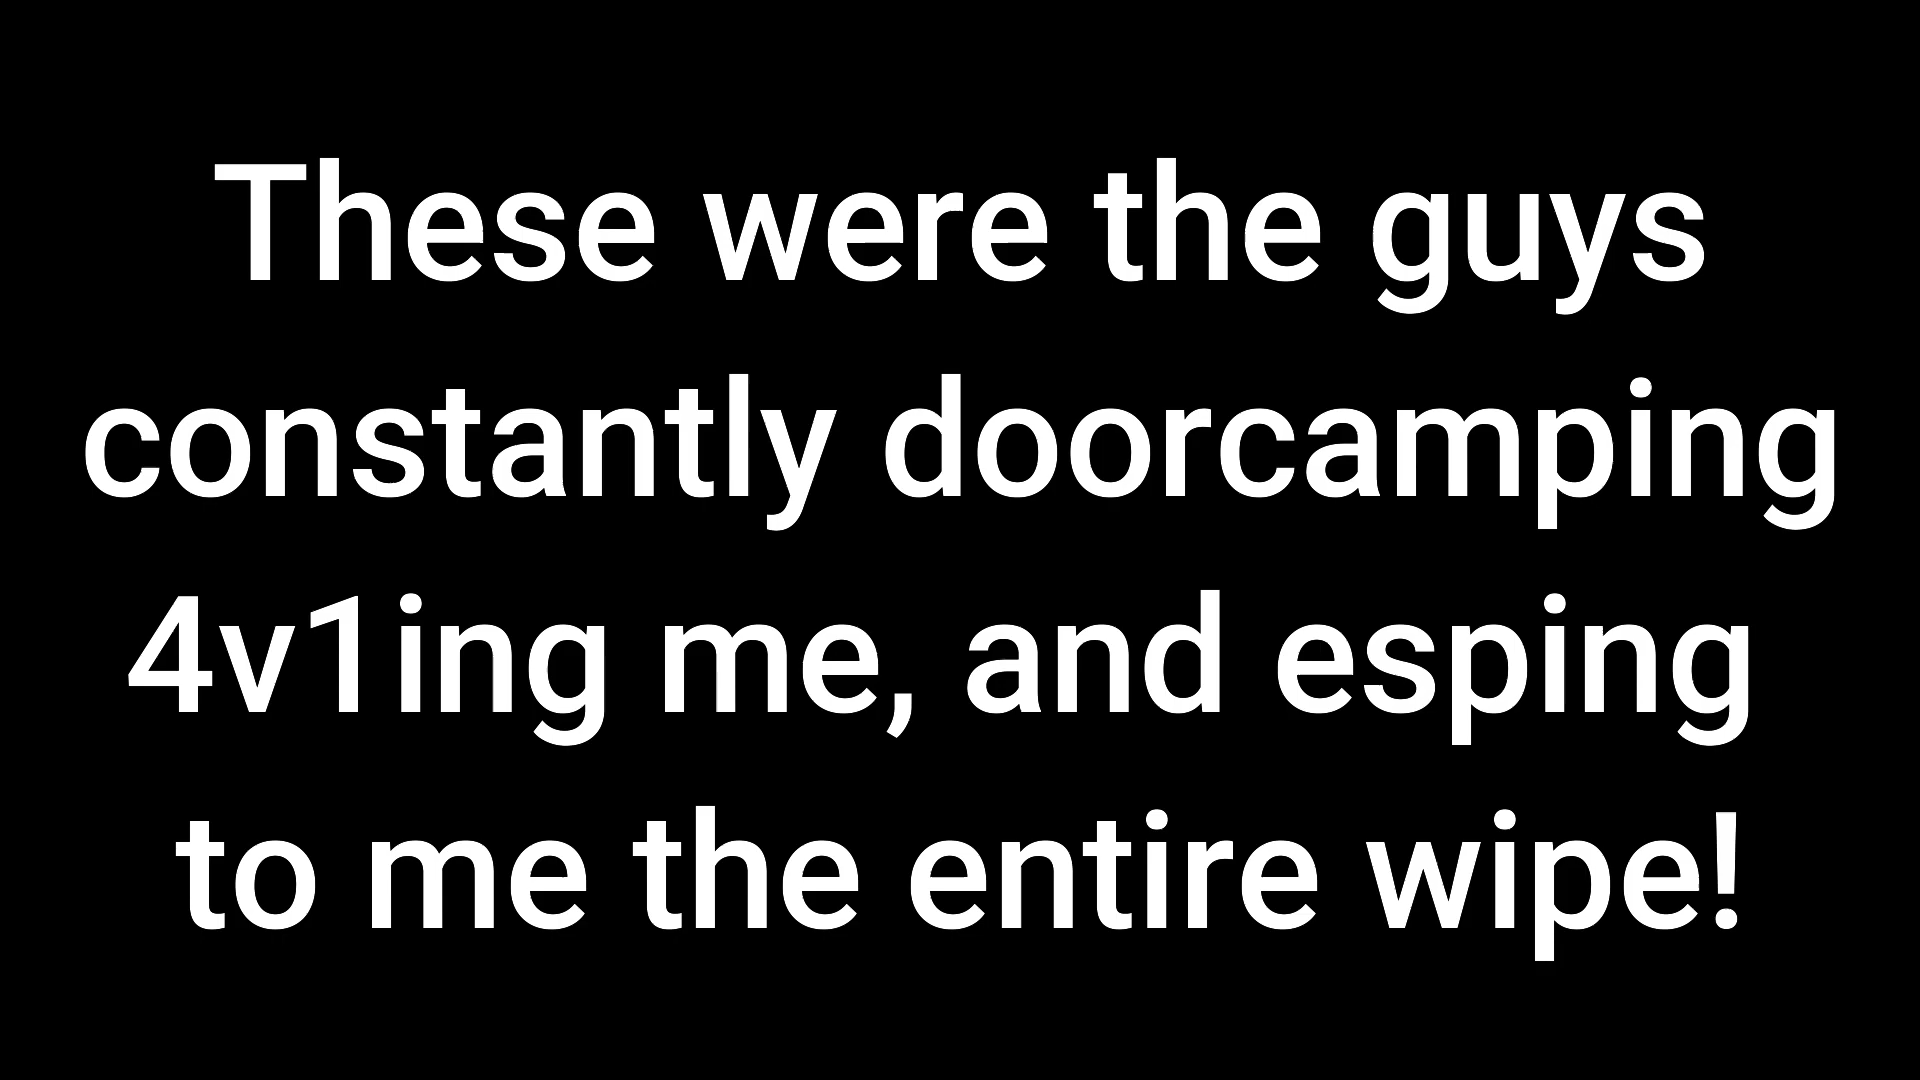 These were the guys
constantly doorcamping
4v1ing me, and esping
to me the entire wipe!